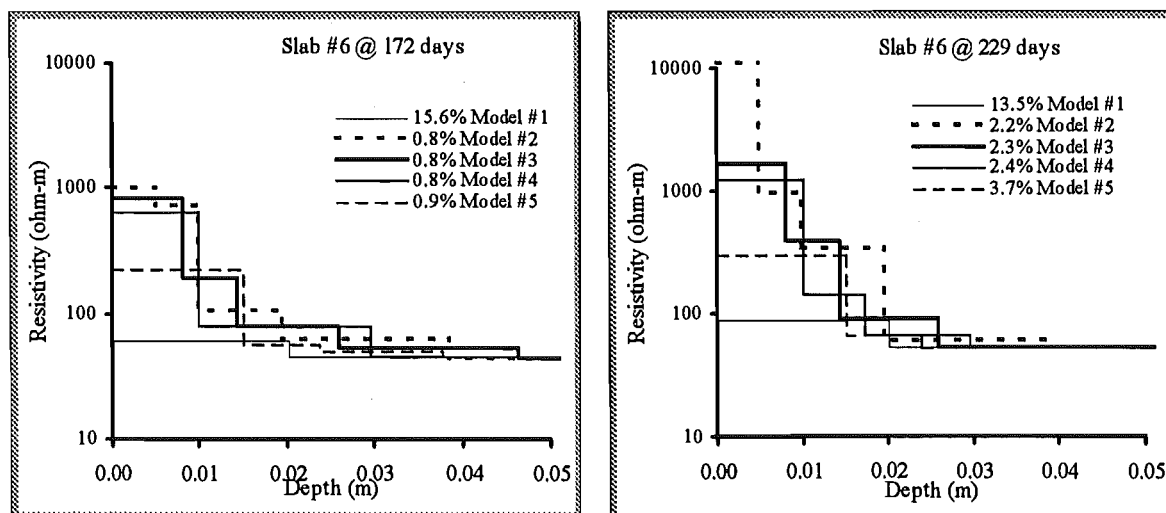 Slab #6 @ 172 days
10000
1000
100
10
Resistivity (ohm-m)
15.6% Model #1
0.8% Model #2
0.8% Model #3
0.8% Model #4
0.9% Model #5
0.00 0.01 0.02 0.03 0.04 0.05
Depth (m)
Slab #6 @ 229 days
10000
1000
100
10
Resistivity (ohm-m)
13.5% Model #1
2.2% Model #2
2.3% Model #3
2.4% Model #4
3.7% Model #5
0.00 0.01 0.02 0.03 0.04 0.05
Depth (m)